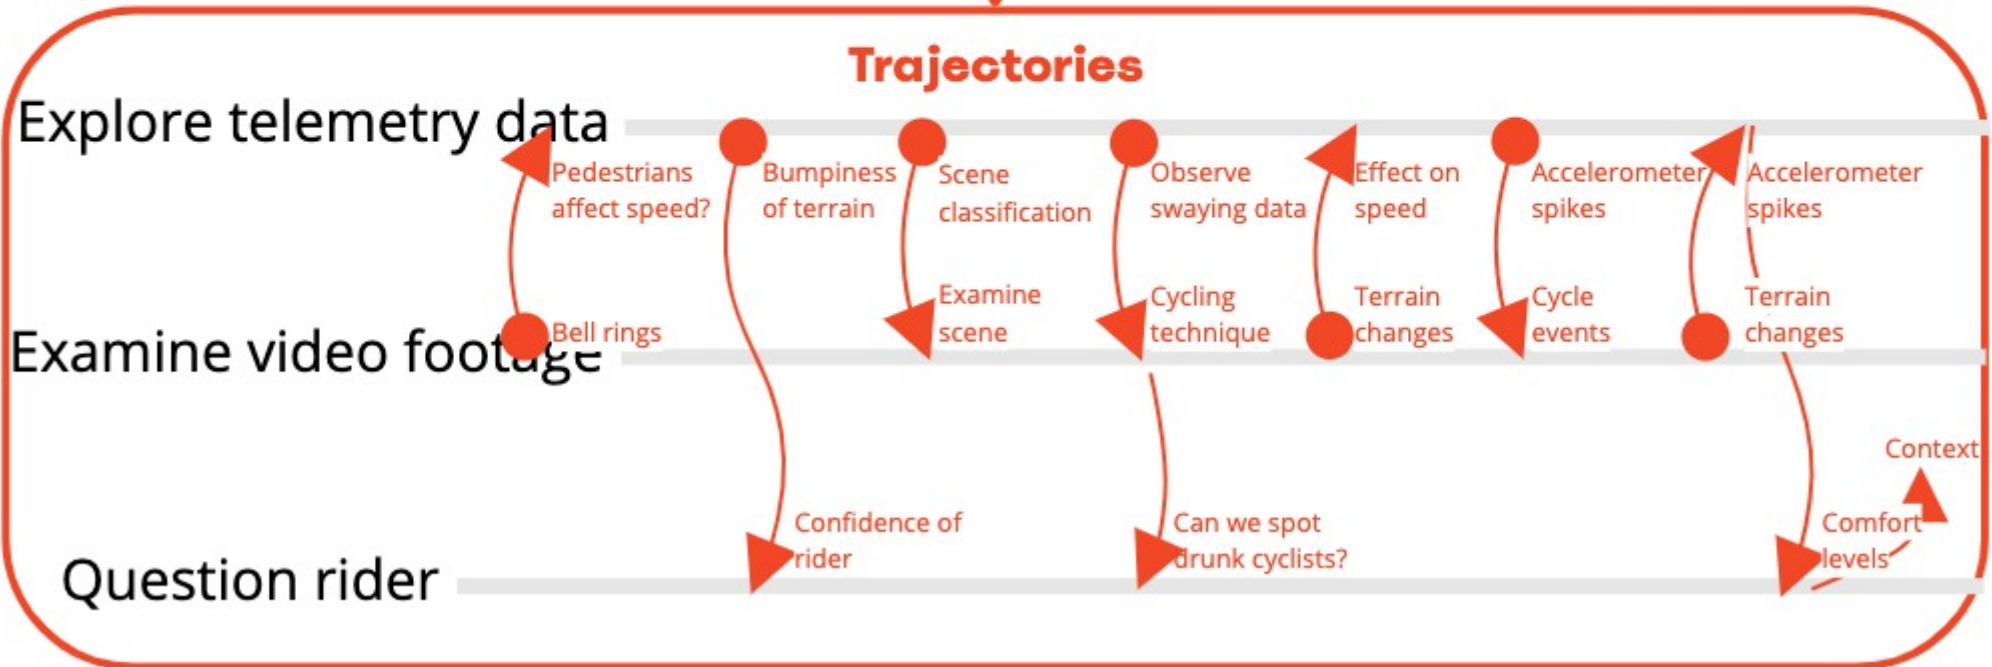 Trajectories
Explore telemetry data
Pedestrians
affect speed?
Bumpiness
of terrain
Scene
classification
Observe
swaying data
Effect on
speed
Accelerometer
spikes
Accelerometer
spikes
Examine video footage
Bell rings
Examine
scene
Cycling
technique
Terrain
changes
Cycle
events
Terrain
changes
Context
Question rider
Confidence of
rider
Can we spot
drunk cyclists?
Comfort
levels